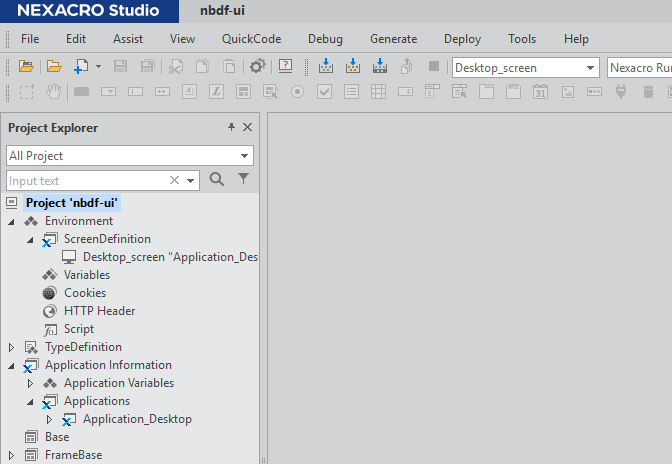 NEXACRO Studio nbdf-ui
File Edit Assist View QuickCode Debug Generate Deploy Tools Help
Desktop_screen Nexacro Ru
Project Explorer
All Project
Input text
Project 'nbdf-ui'
Environment
ScreenDefinition
Desktop_screen "Application_Des
Variables
Cookies
HTTP Header
Script
TypeDefinition
Application Information
Application Variables
Applications
Application_Desktop
Base
FrameBase